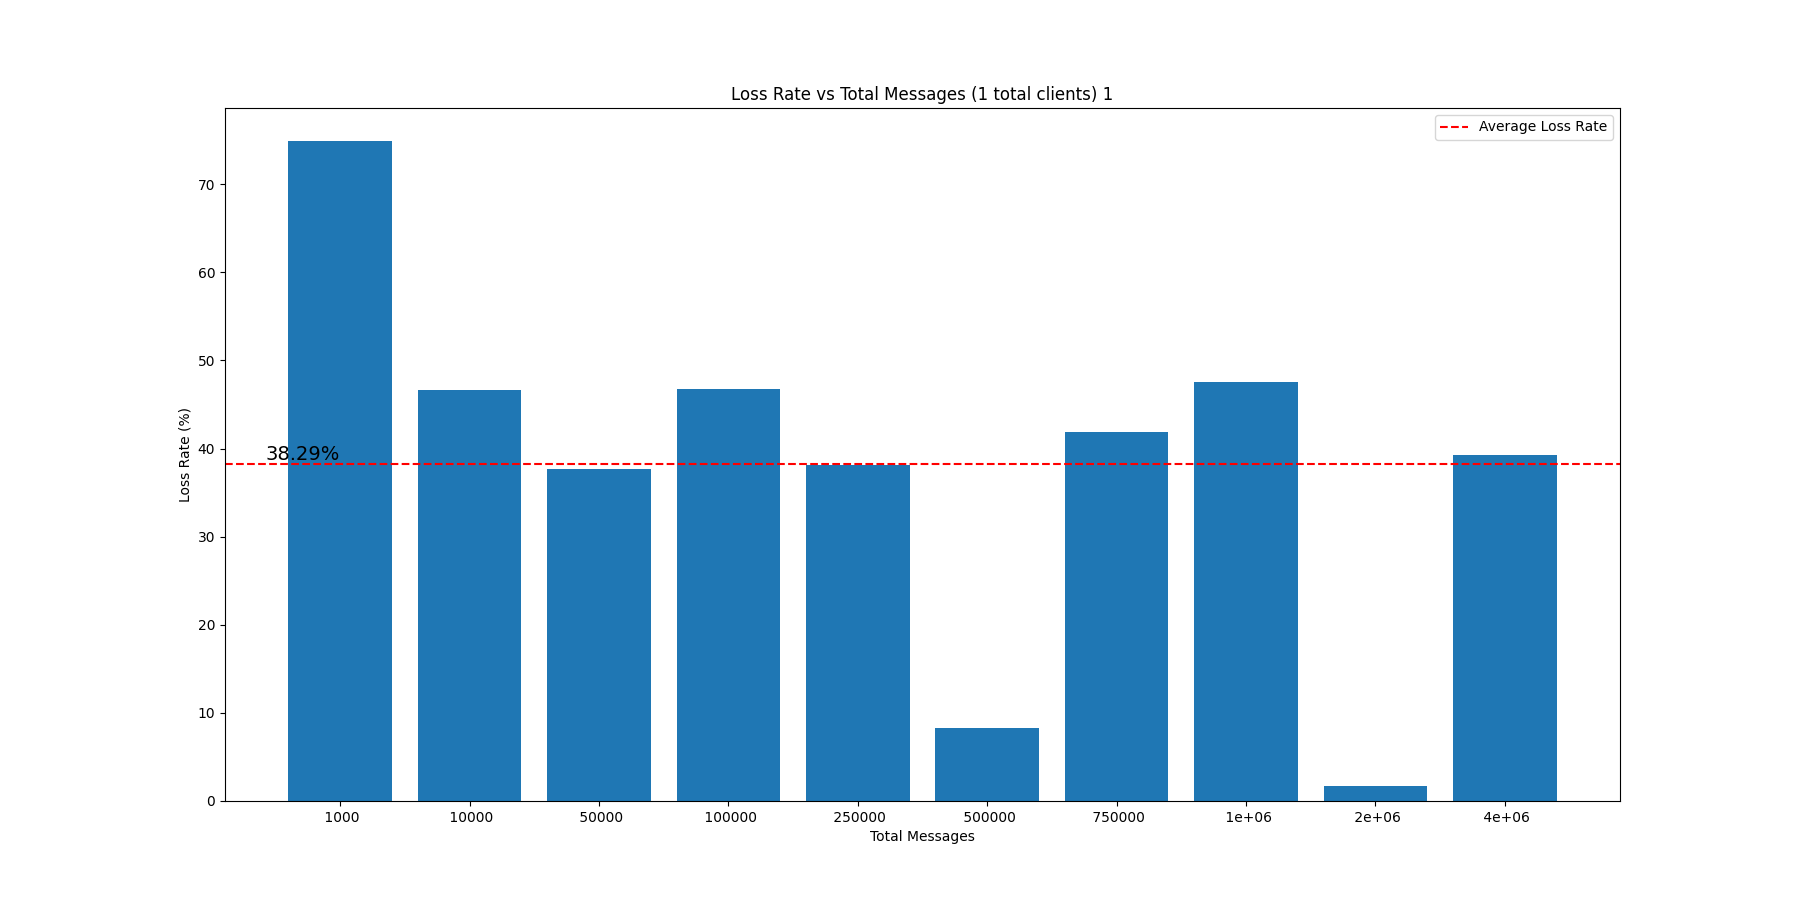 Loss Rate vs Total Messages (1 total clients) 1
Average Loss Rate
70
60
50
40
30
20
10
0
Loss Rate (%)
38.29%
1000 10000 50000 100000 250000 500000 750000 1e+06 2e+06 4e+06
Total Messages